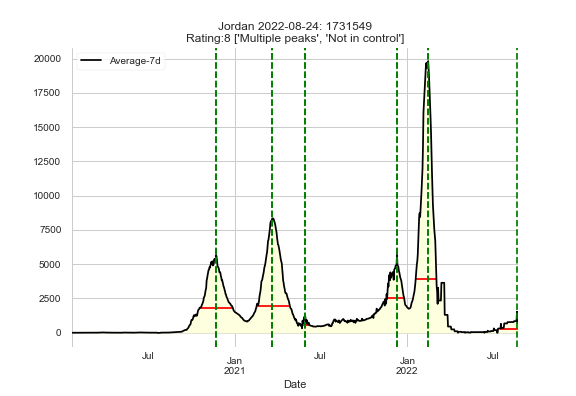 Jordan 2022-08-24: 1731549
Rating:8 ['Multiple peaks', 'Not in control']
Average-7d
20000
17500
15000
12500
10000
7500
5000
2500
0
Jul
Jan
2021
Jul
Jan
2022
Jul
Date